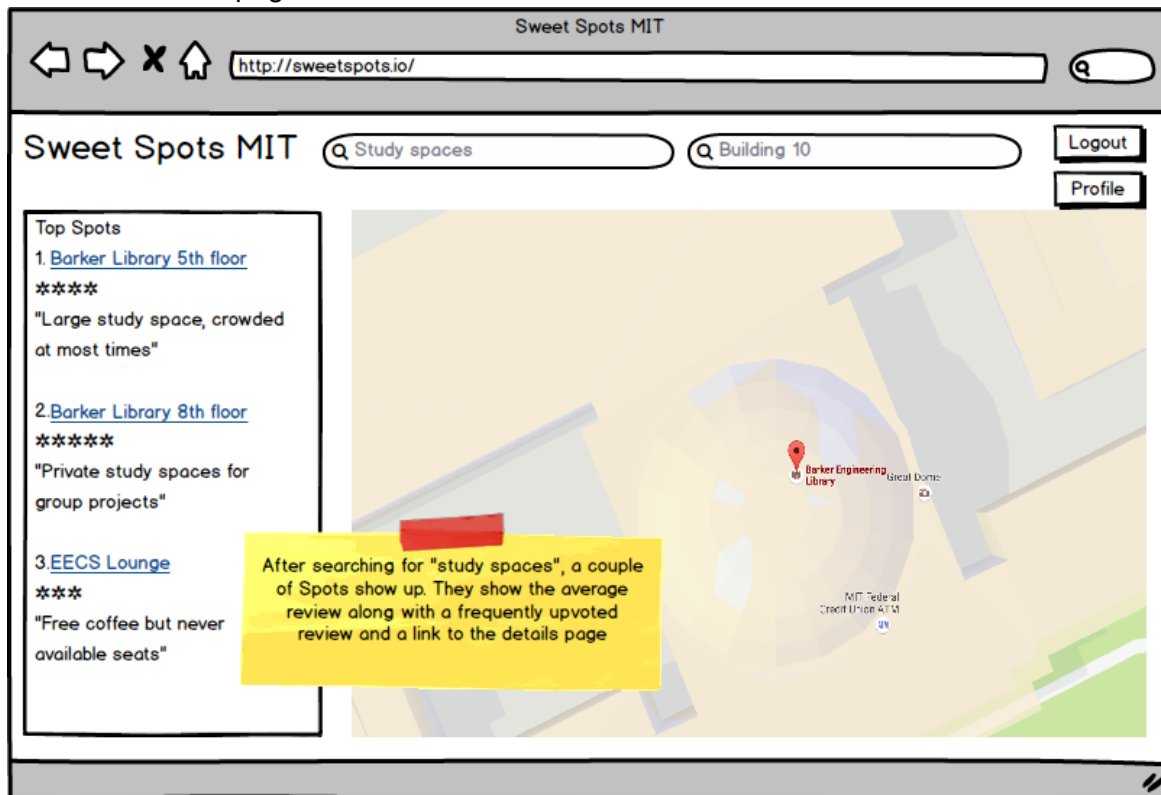 Sweet Spots MIT
http://sweetspots.io/
Sweet Spots MIT
Study spaces
Building 10
Logout
Profile
Top Spots
1. Barker Library 5th floor
****
"Large study space, crowded
at most times"
2.Barker Library 8th floor
*****
"Private study spaces for
group projects"
3.EECS Lounge
***
"Free coffee but never
available seats"
After searching for "study spaces", a couple
of Spots show up. They show the average
review along with a frequently upvoted
review and a link to the details page
Barker Engineering
Library
Great Dome
MIT Federal
Credit Union ATM